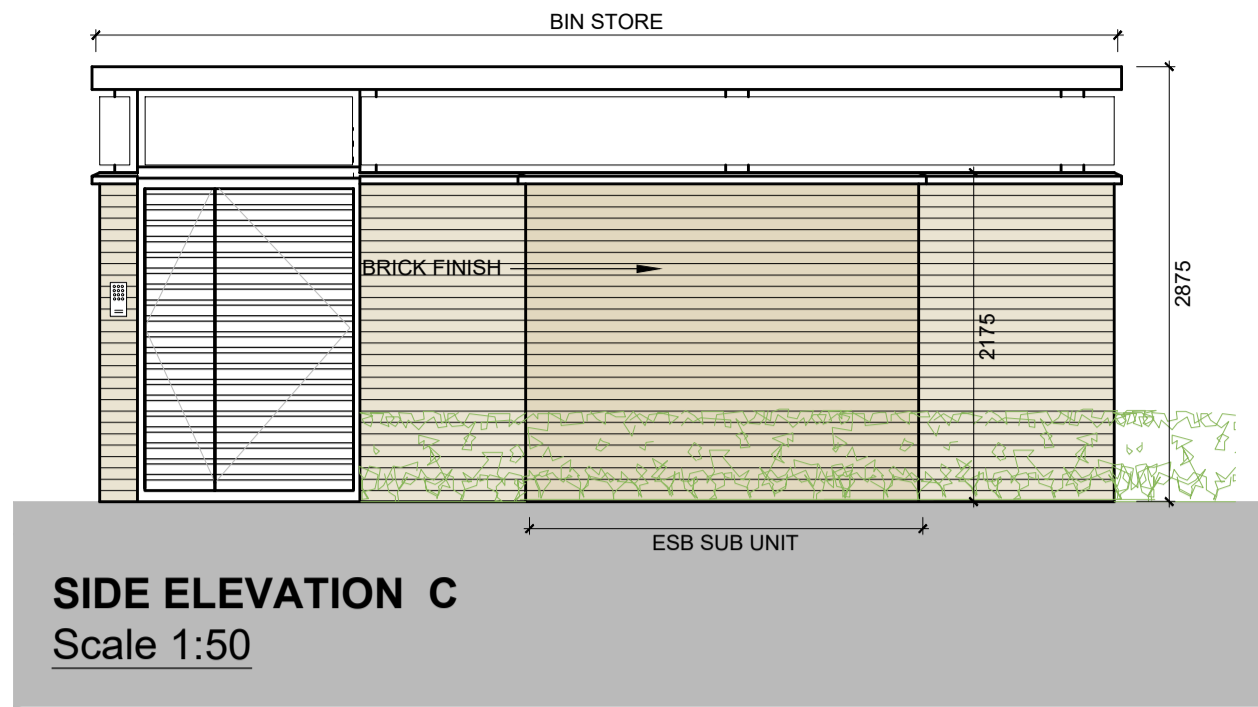 BIN STORE
BRICK FINISH
2175
2875
ESB SUB UNIT
SIDE ELEVATION C
Scale 1:50